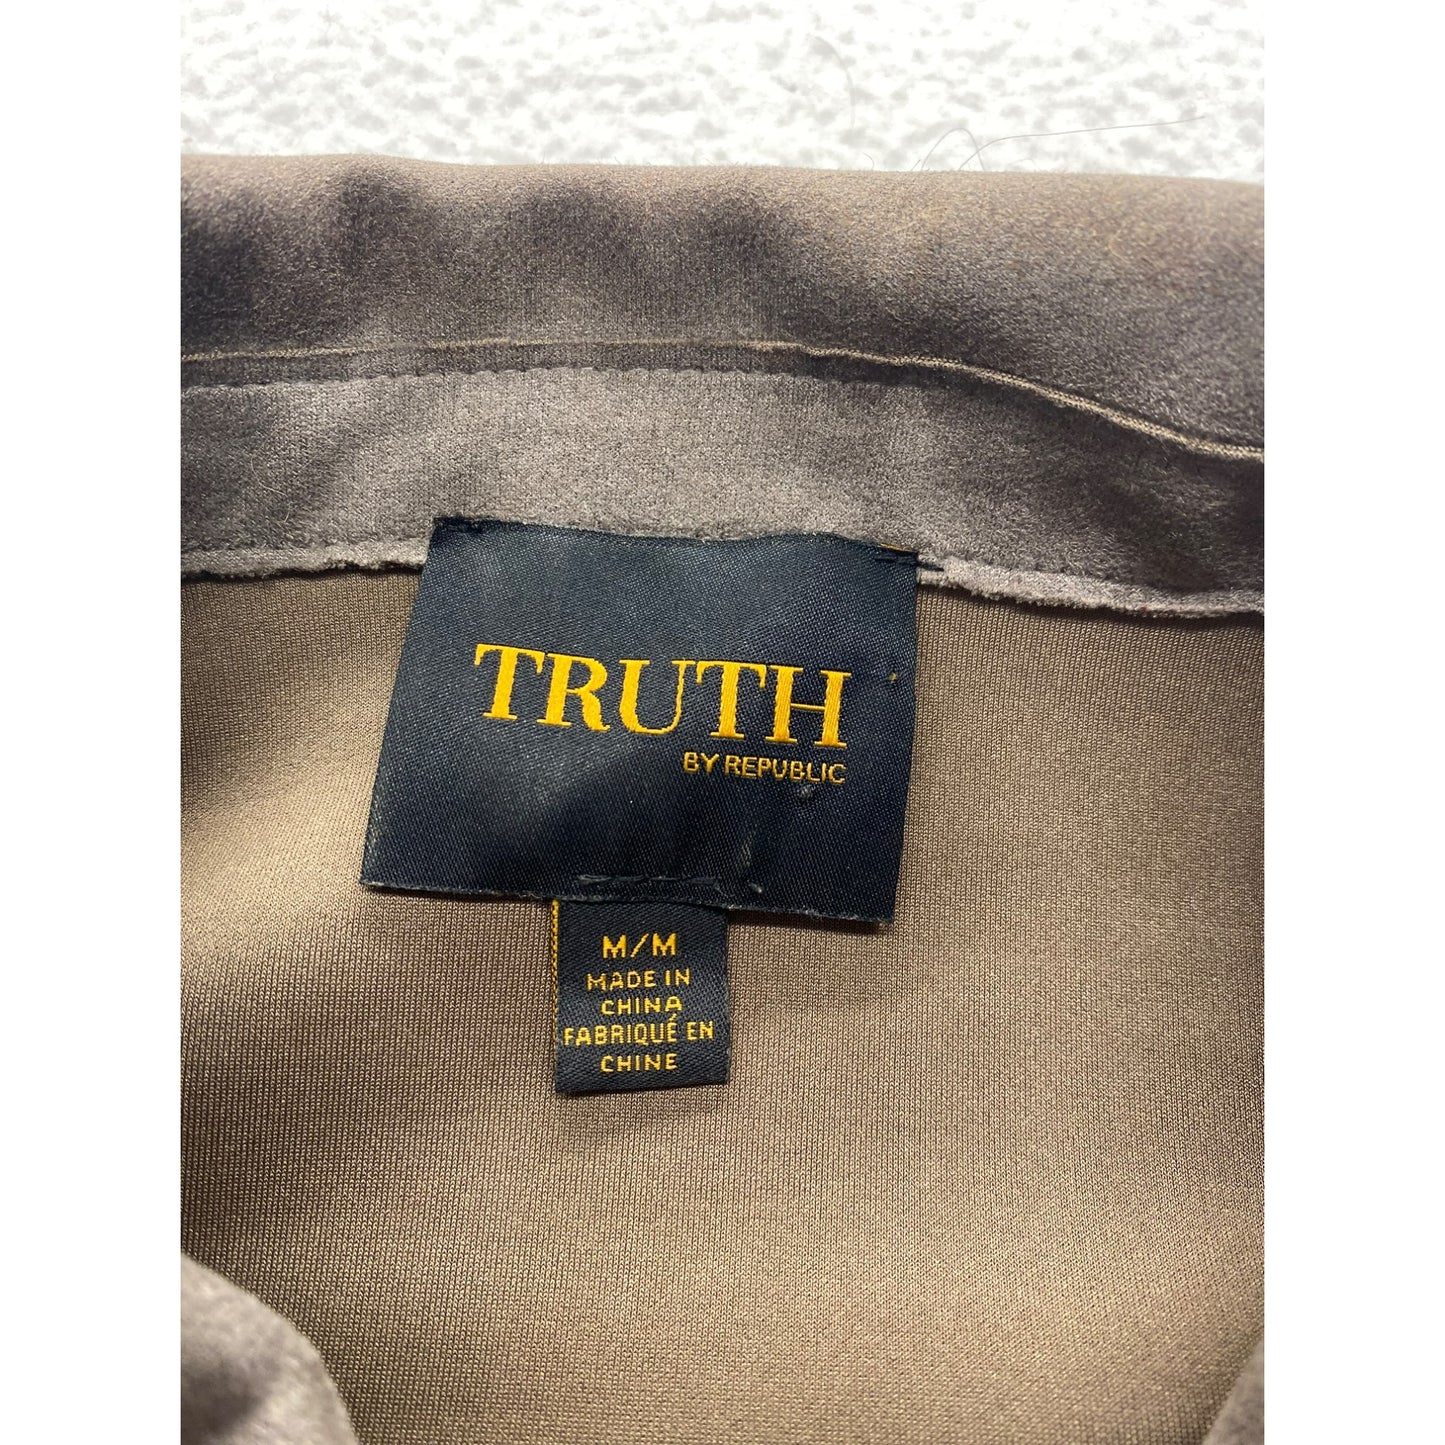 TRUTH
BY REPUBLIC
M/M
MADE IN
CHINA
FABRIQUÉ EN
CHINE